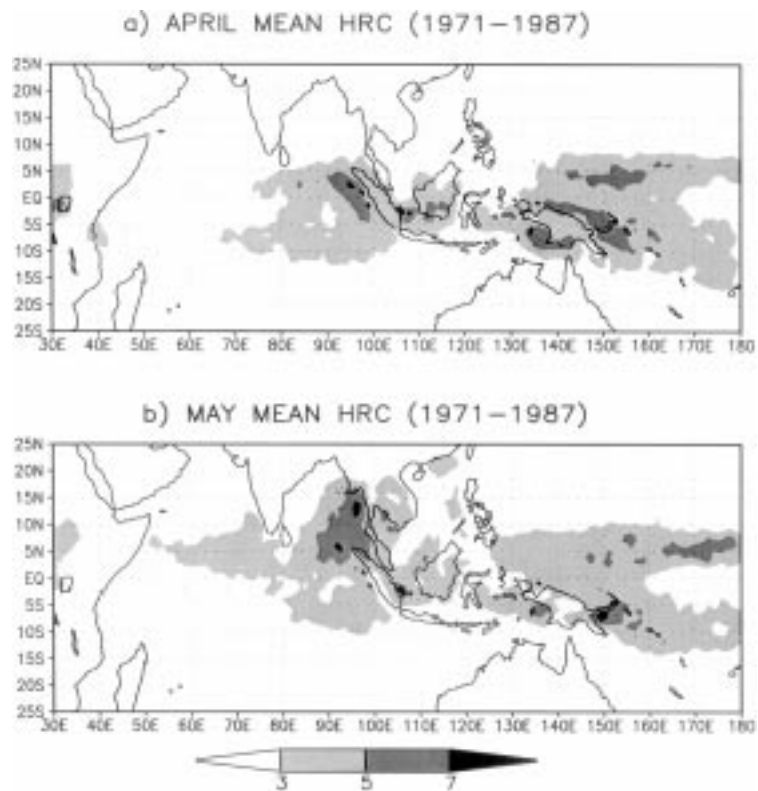 a) APRIL MEAN HRC (1971−1987)
25N
20N
15N
10N
5N
EQ
5S
10S
15S
20S
25S
30E 40E 50E 60E 70E 80E 90E 100E 110E 120E 130E 140E 150E 160E 170E 180
b) MAY MEAN HRC (1971−1987)
25N
20N
15N
10N
5N
EQ
5S
10S
15S
20S
25S
30E 40E 50E 60E 70E 80E 90E 100E 110E 120E 130E 140E 150E 160E 170E 180
3 5 7